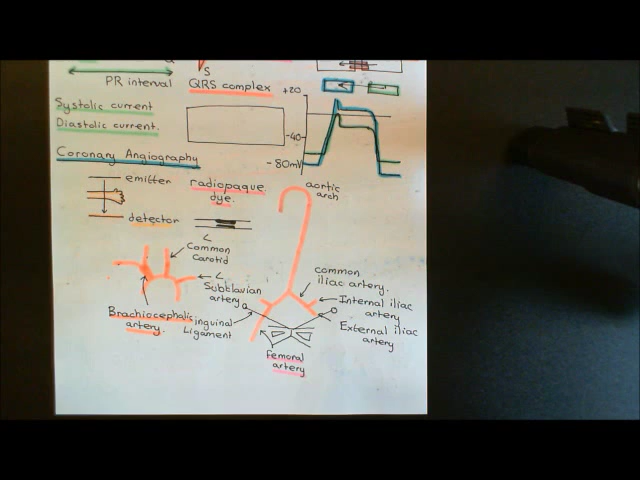 Q
S
PR interval
QRS complex
+20
Systolic current
Diastolic current.
-40
-80mV
Coronary Angiography
emitter
radiopaque
dye.
aortic
arch
detector
L
Common
Carotid
L
Subclavian
artery
common
iliac artery.
Internal iliac
artery
External iliac
artery
Brachiocephalic
artery.
inguinal
Ligament
Femoral
artery